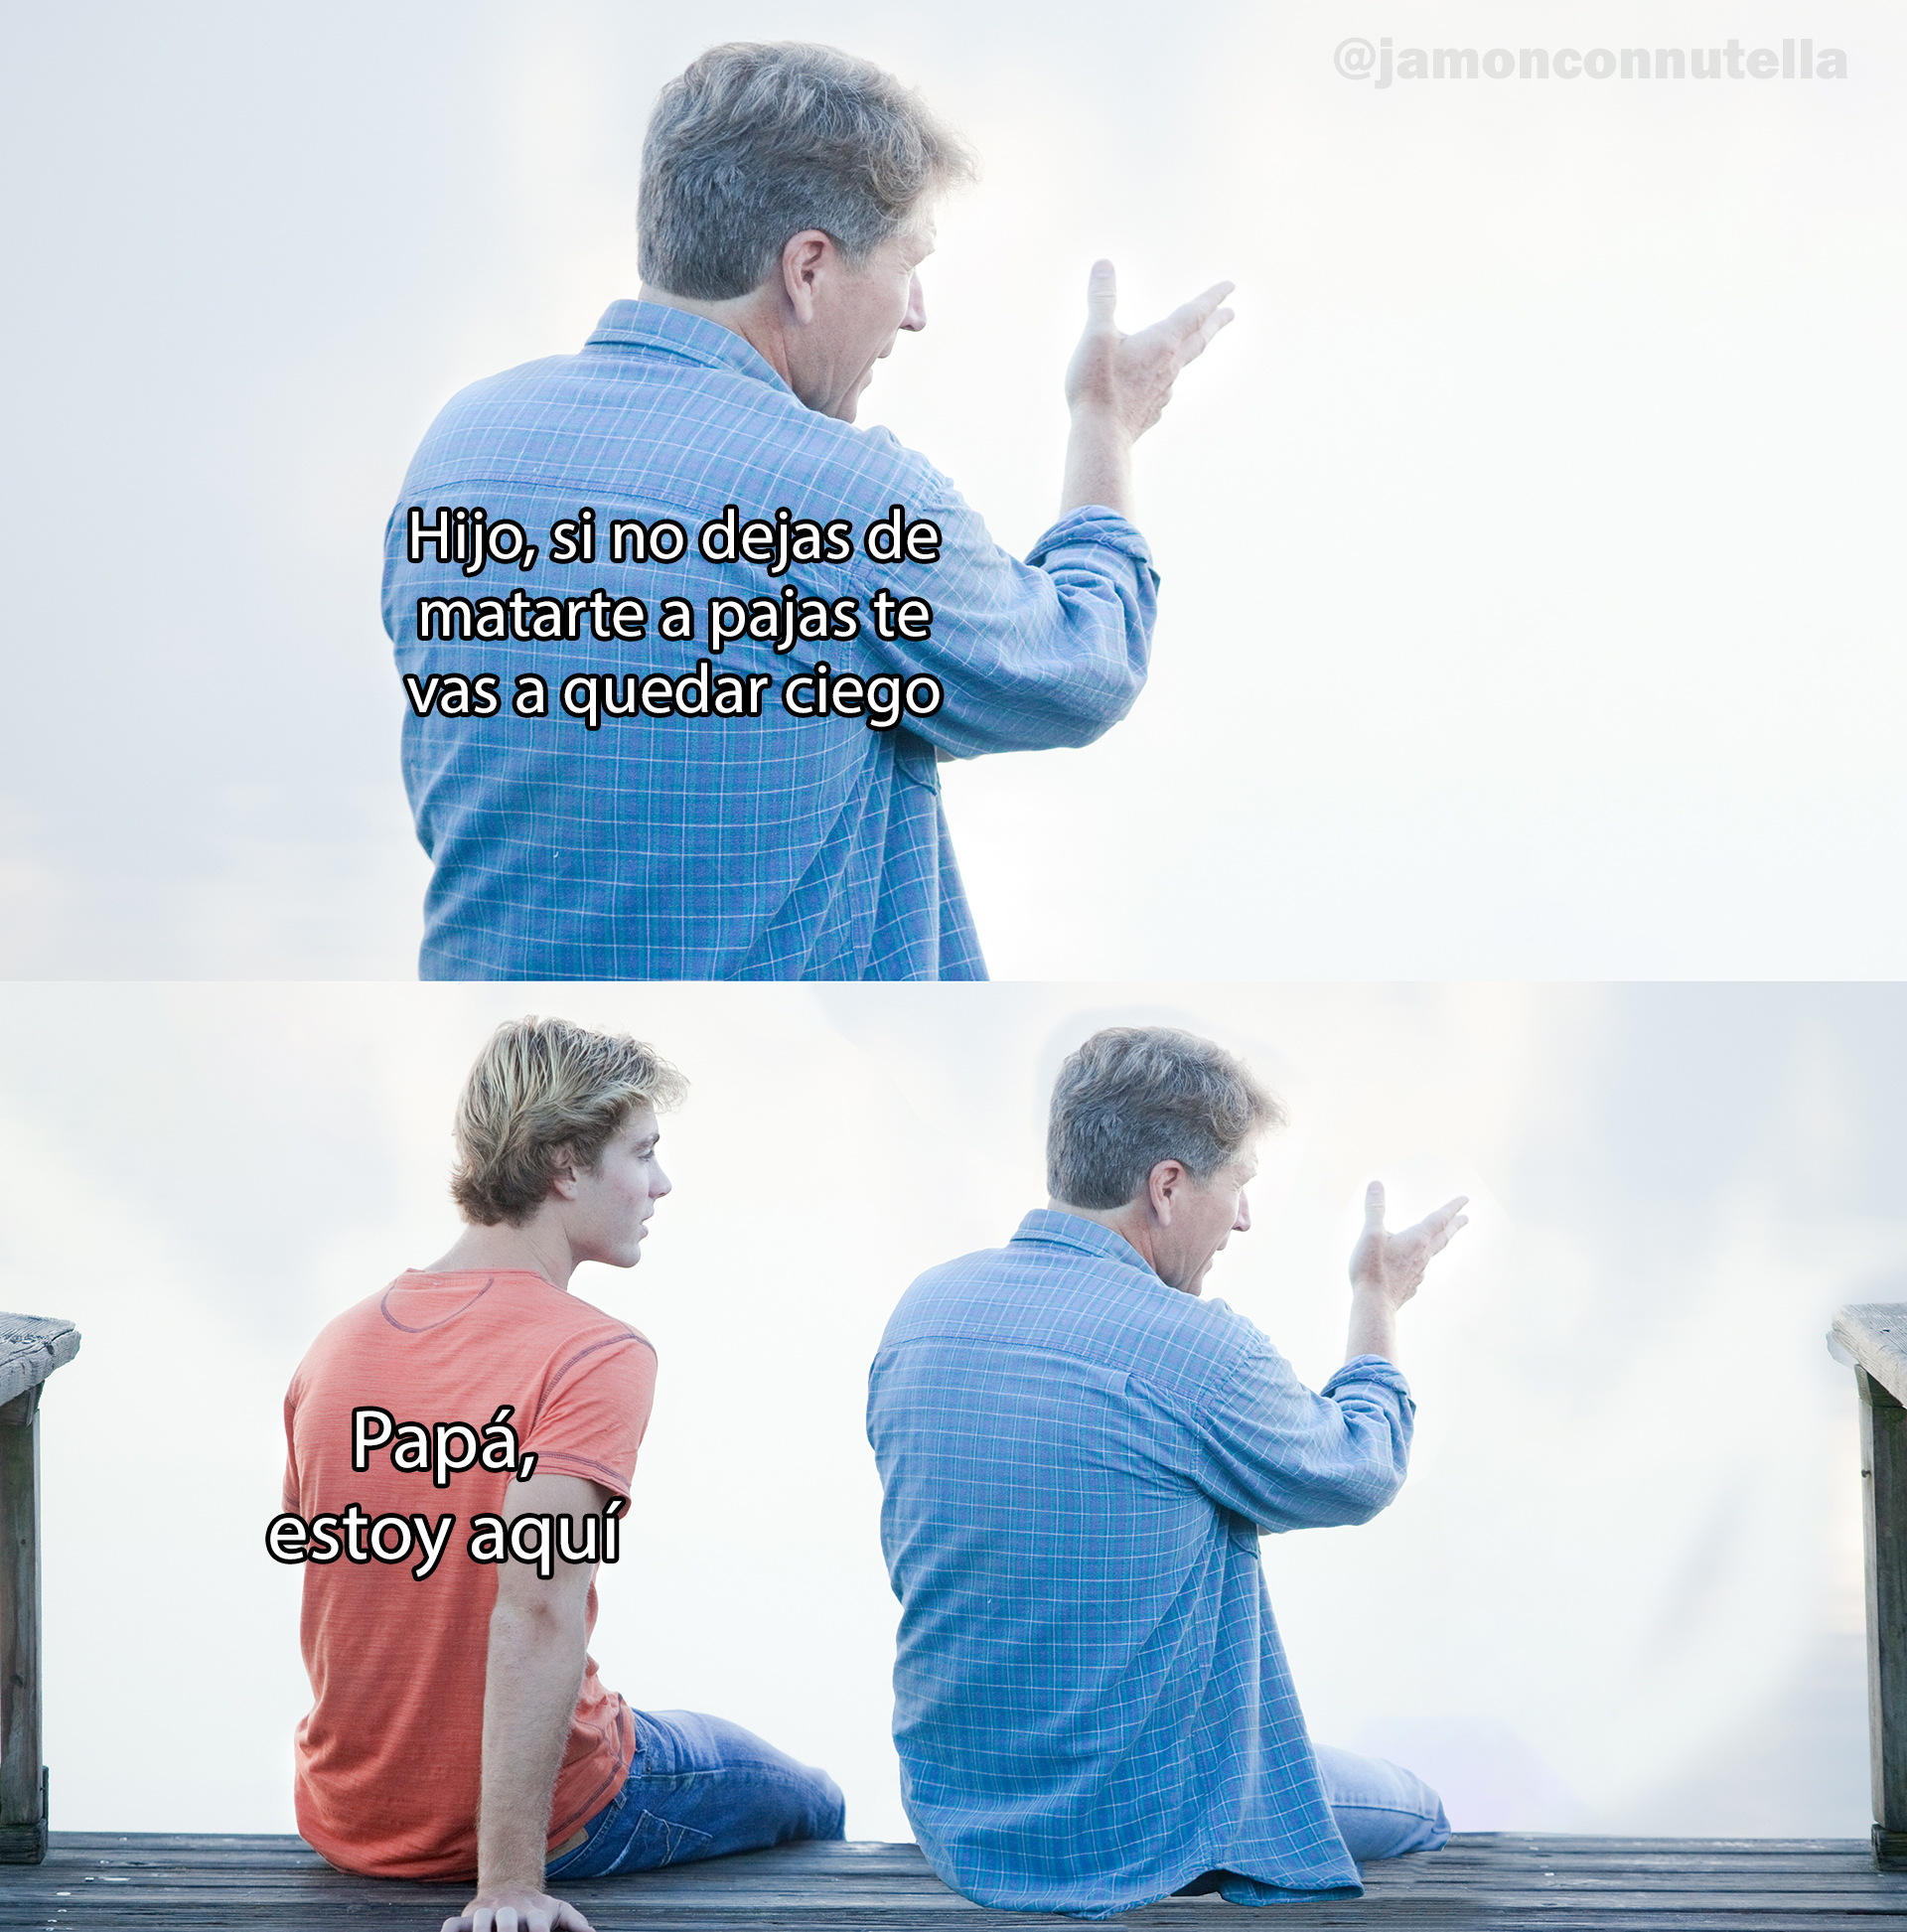 @jamonconnutella
Hijo, si no dejas de
matarte a pajas te
vas a quedar ciego
Papá,
estoy aquí